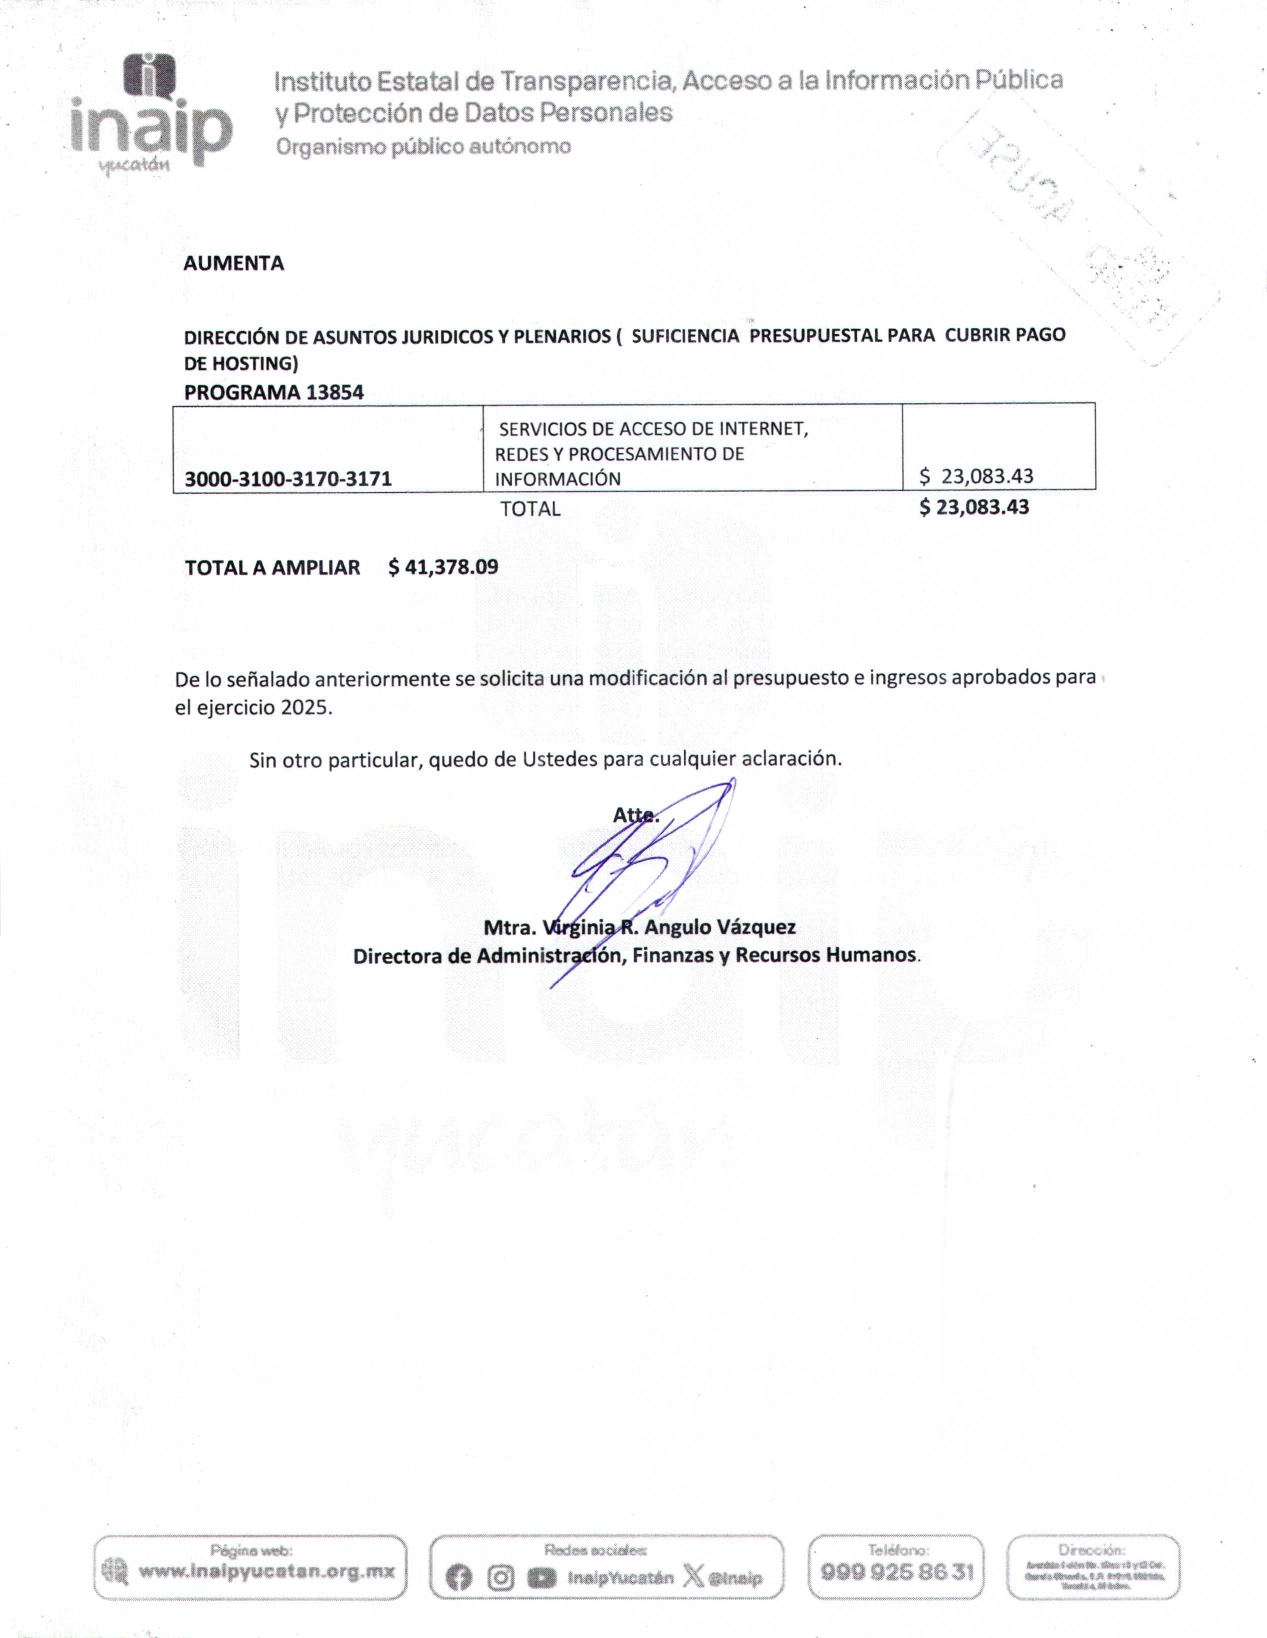 inaip
yucatán
Instituto Estatal de Transparencia, Acceso a la Información Pública
y Protección de Datos Personales
Organismo público autónomo
ACUSE
AUMENTA
DIRECCIÓN DE ASUNTOS JURIDICOS Y PLENARIOS ( SUFICIENCIA PRESUPUESTAL PARA CUBRIR PAGO
DE HOSTING)
PROGRAMA 13854
SERVICIOS DE ACCESO DE INTERNET,
REDES Y PROCESAMIENTO DE
3000-3100-3170-3171 INFORMACIÓN $ 23,083.43
TOTAL $ 23,083.43
TOTAL A AMPLIAR $ 41,378.09
De lo señalado anteriormente se solicita una modificación al presupuesto e ingresos aprobados para
el ejercicio 2025.
Sin otro particular, quedo de Ustedes para cualquier aclaración.
Atte.
Mtra. Virginia R. Angulo Vázquez
Directora de Administración, Finanzas y Recursos Humanos.
inaip
yucatán
Página web:
www.inaipyucatan.org.mx
Redes sociales:
InaipYucatán @Inaip
Teléfono:
999 925 86 31
Dirección: